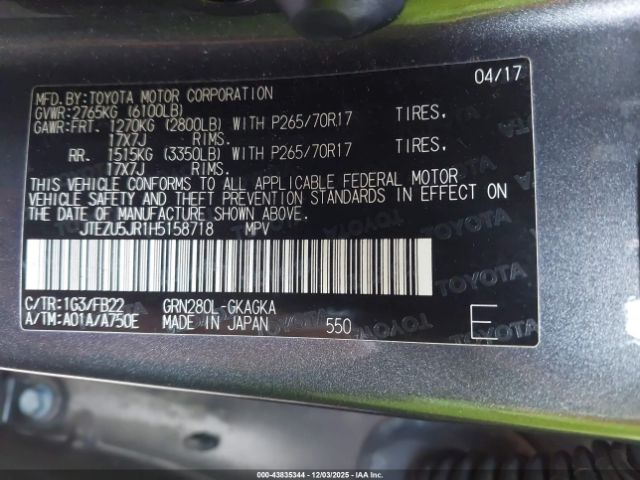 04/17
MFD.BY:TOYOTA MOTOR CORPORATION
GVWR:2765KG (6100LB)
GAWR:FRT. 1270KG (2800LB) WITH P265/70R17 TIRES,
17X7J RIMS.
RR. 1515KG (3350LB) WITH P265/70R17 TIRES,
17X7J RIMS.
THIS VEHICLE CONFORMS TO ALL APPLICABLE FEDERAL MOTOR
VEHICLE SAFETY AND THEFT PREVENTION STANDARDS IN EFFECT ON
THE DATE OF MANUFACTURE SHOWN ABOVE.
JTEZU5JR1H5158718 MPV
C/TR:1G3/FB22 GRN280L-GKAGKA
A/TM:A01A/A750E MADE IN JAPAN 550 E
TOYOTA
000-43835344 - 12/03/2025 - IAA Inc.